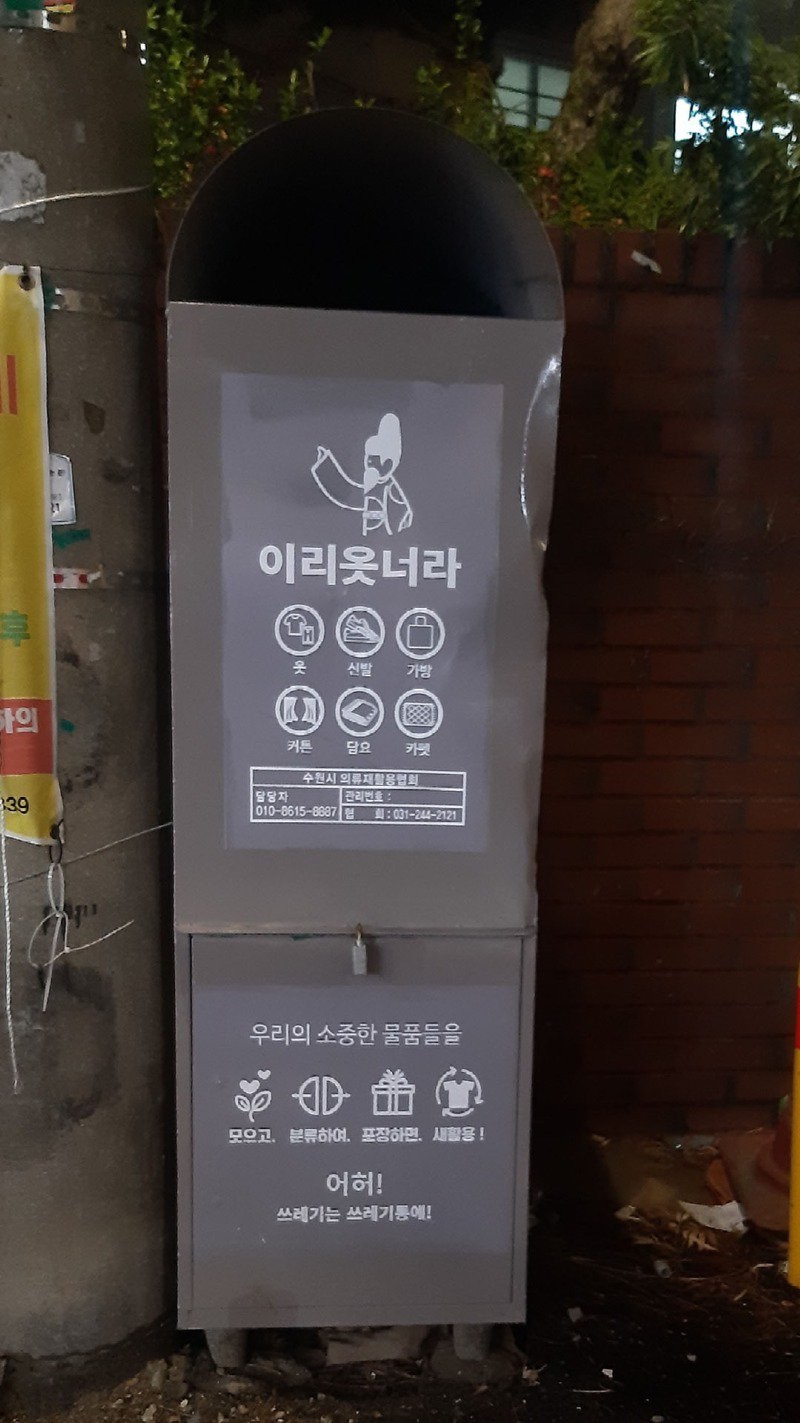 이리옷너라
옷 신발 가방
커튼 담요 카펫
수원시 의류재활용협회
담당자
010-8615-8887
관리번호 :
협 회 : 031-244-2121
우리의 소중한 물품들을
모으고, 분류하여, 포장하면, 새활용!
어허!
쓰레기는 쓰레기통에!
후
하의
839